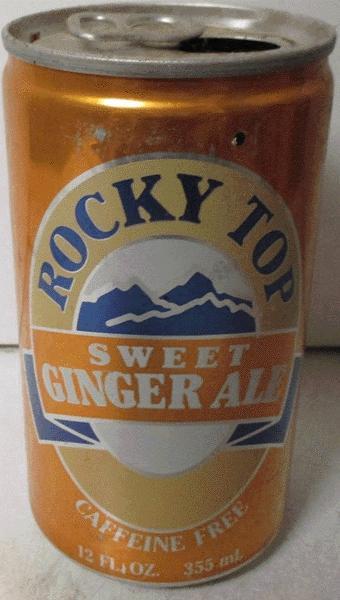 ROCKY TOP
SWEET
GINGER ALE
CAFFEINE FREE
12 FL. OZ. 355 mL